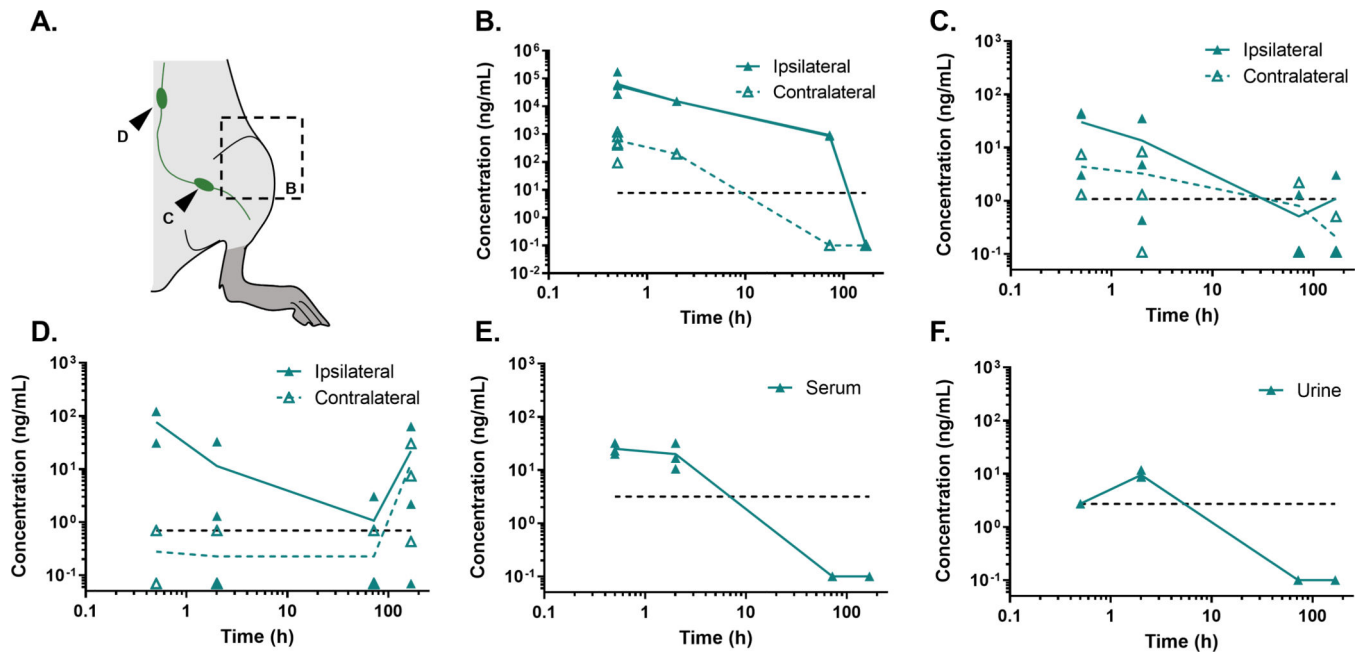 A.
D
C
B
B.
Concentration (ng/mL)
10^6
10^5
10^4
10^3
10^2
10^1
10^0
10^-1
10^-2
Ipsilateral
Contralateral
0.1 1 10 100
Time (h)
C.
Concentration (ng/mL)
10^3
10^2
10^1
10^0
10^-1
Ipsilateral
Contralateral
0.1 1 10 100
Time (h)
D.
Concentration (ng/mL)
10^3
10^2
10^1
10^0
10^-1
Ipsilateral
Contralateral
0.1 1 10 100
Time (h)
E.
Concentration (ng/mL)
10^3
10^2
10^1
10^0
10^-1
Serum
0.1 1 10 100
Time (h)
F.
Concentration (ng/mL)
10^3
10^2
10^1
10^0
10^-1
Urine
0.1 1 10 100
Time (h)